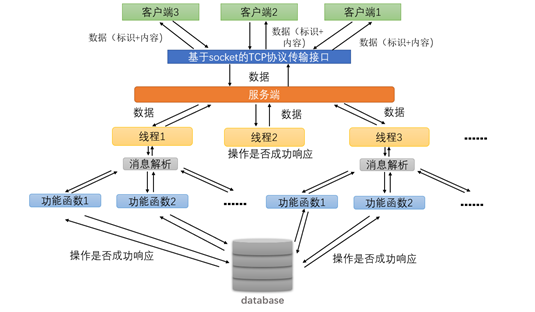 客户端3 客户端2 客户端1
数据（标识+内容） 数据（标识+
内容） 数据（标识+内容）
基于socket的TCP协议传输接口
数据
服务端
数据 数据 数据
线程1 线程2 线程3 ......
操作是否成功响应
消息解析 消息解析
功能函数1 功能函数2 ...... 功能函数1 功能函数2 ......
操作是否成功响应 操作是否成功响应
database